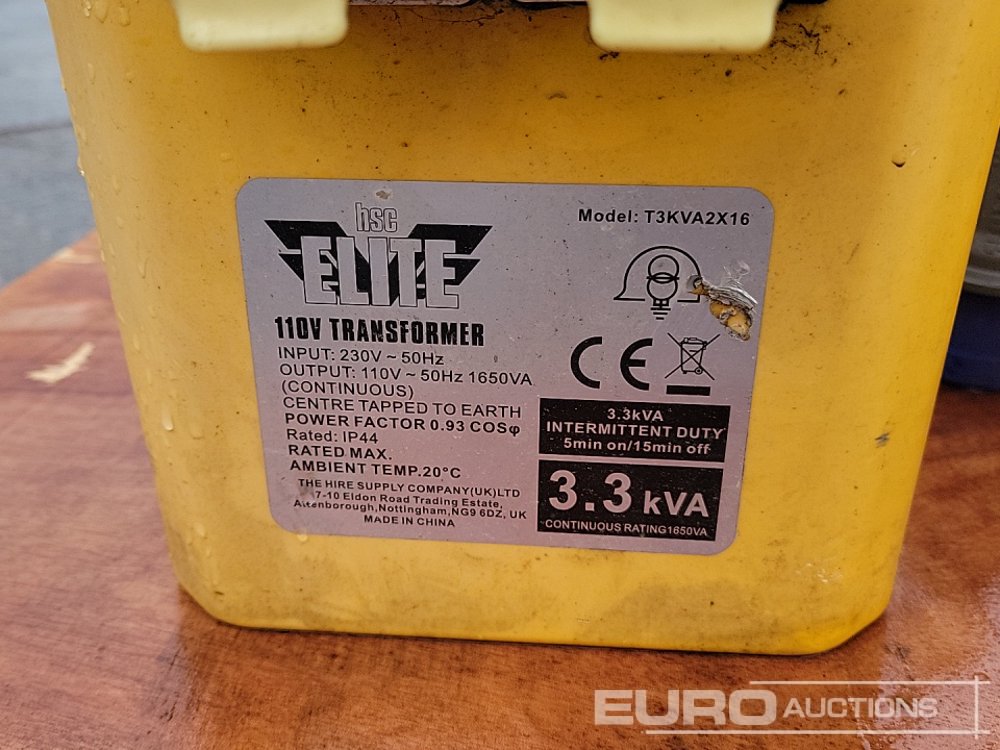 hsc
ELITE
110V TRANSFORMER
INPUT: 230V ~ 50Hz
OUTPUT: 110V ~ 50Hz 1650VA
(CONTINUOUS)
CENTRE TAPPED TO EARTH
POWER FACTOR 0.93 COSφ
Rated: IP44
RATED MAX.
AMBIENT TEMP.20°C
THE HIRE SUPPLY COMPANY(UK)LTD
7-10 Eldon Road Trading Estate,
Attenborough,Nottingham,NG9 6DZ, UK
MADE IN CHINA
Model: T3KVA2X16
CE
3.3kVA
INTERMITTENT DUTY
5min on/15min off
3.3 kVA
CONTINUOUS RATING1650VA
EURO AUCTIONS